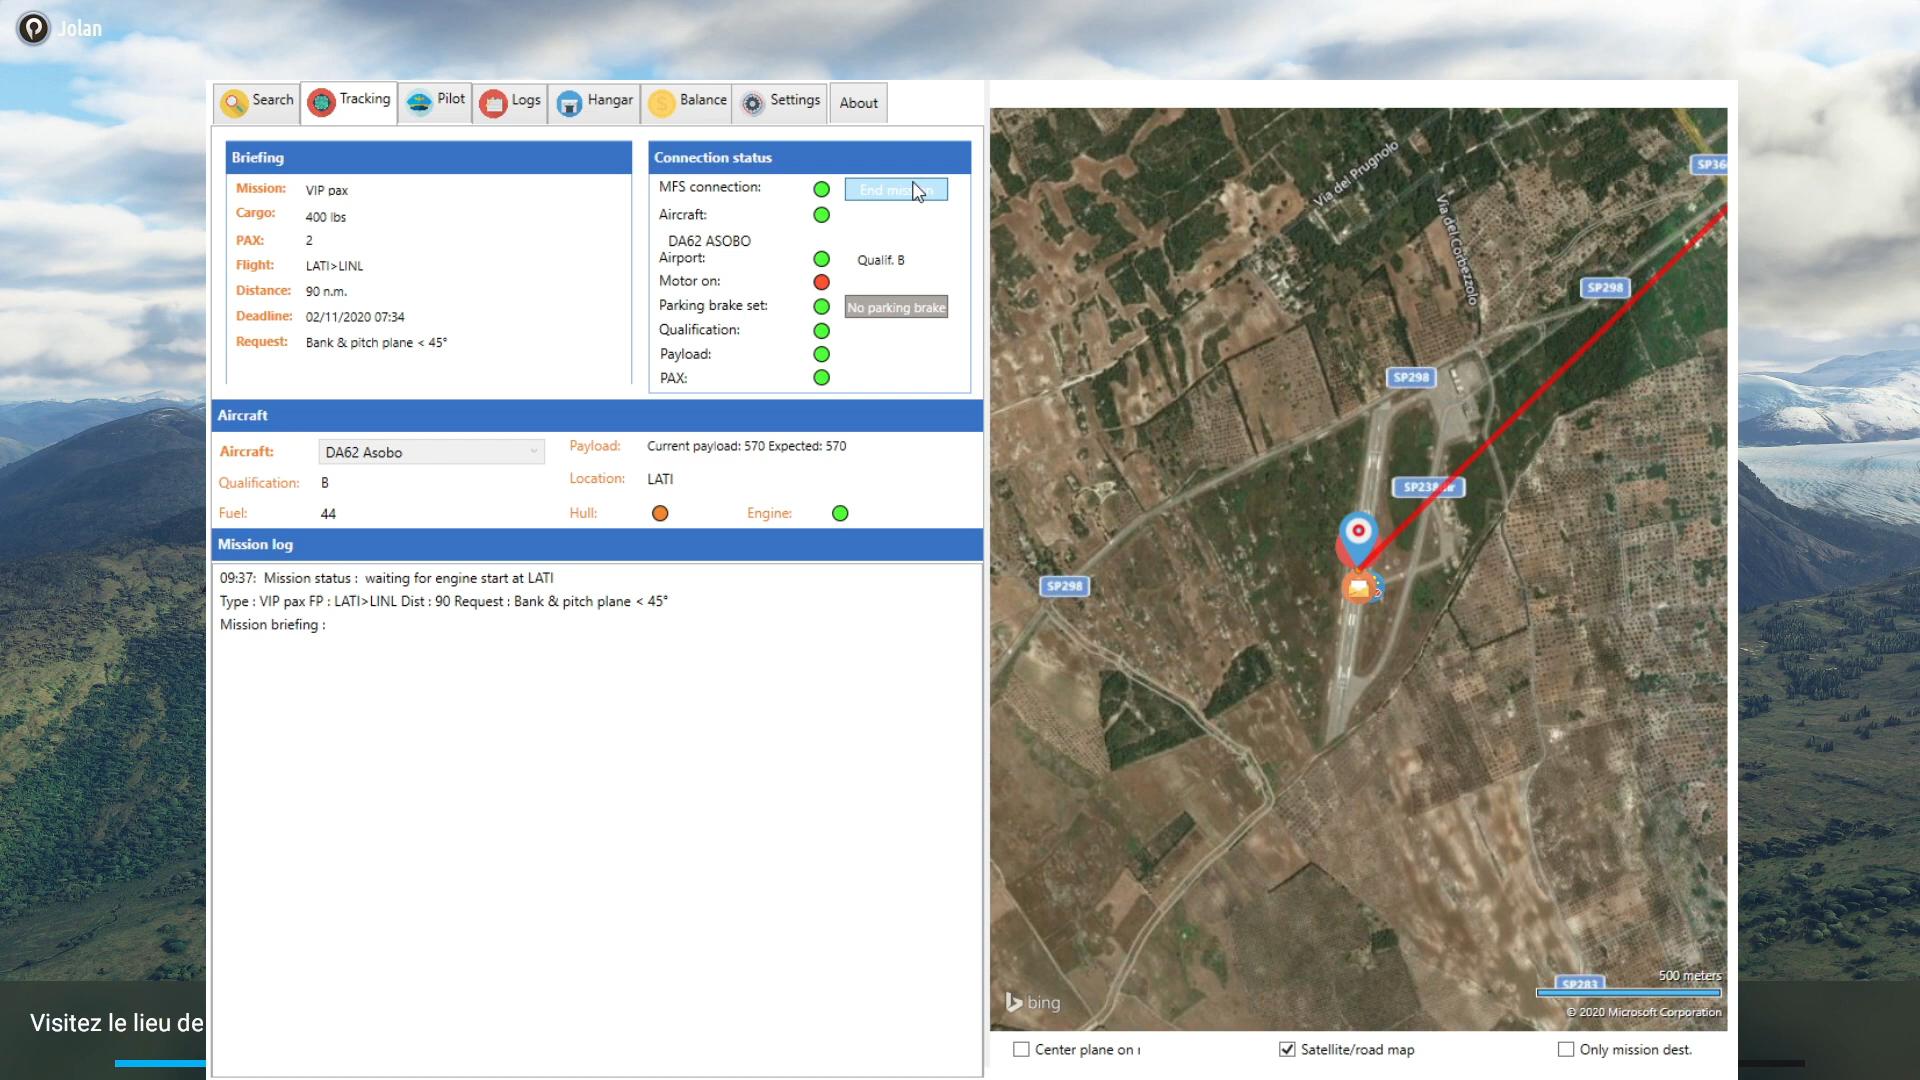 Jolan
Search
Tracking
Pilot
Logs
Hangar
Balance
Settings
About
Briefing
Mission: VIP pax
Cargo: 400 lbs
PAX: 2
Flight: LATI>LINL
Distance: 90 n.m.
Deadline: 02/11/2020 07:34
Request: Bank & pitch plane < 45°
Connection status
MFS connection:
End mission
Aircraft:
DA62 ASOBO
Airport:
Qualif. B
Motor on:
Parking brake set:
No parking brake
Qualification:
Payload:
PAX:
Aircraft
Aircraft: DA62 Asobo
Payload: Current payload: 570 Expected: 570
Qualification: B
Location: LATI
Fuel: 44
Hull:
Engine:
Mission log
09:37: Mission status : waiting for engine start at LATI
Type : VIP pax FP : LATI>LINL Dist : 90 Request : Bank & pitch plane < 45°
Mission briefing :
Via del Prugnolo
Via del Corbezzolo
SP36
SP298
SP298
SP298
SP283
500 meters
bing
© 2020 Microsoft Corporation
Center plane on
Satellite/road map
Only mission dest.
Visitez le lieu de